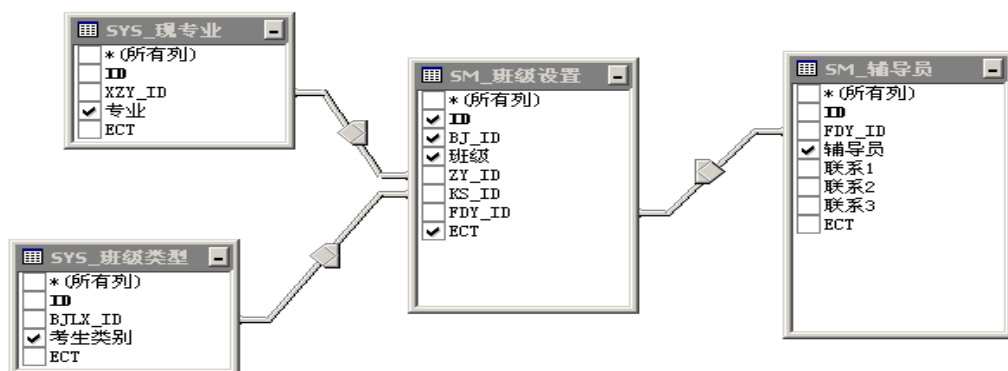 SYS_现专业
*(所有列)
ID
XZY_ID
专业
ECT
SYS_班级类型
*(所有列)
ID
BJLX_ID
考生类别
ECT
SM_班级设置
*(所有列)
ID
BJ_ID
班级
ZY_ID
KS_ID
FDY_ID
ECT
SM_辅导员
*(所有列)
ID
FDY_ID
辅导员
联系1
联系2
联系3
ECT